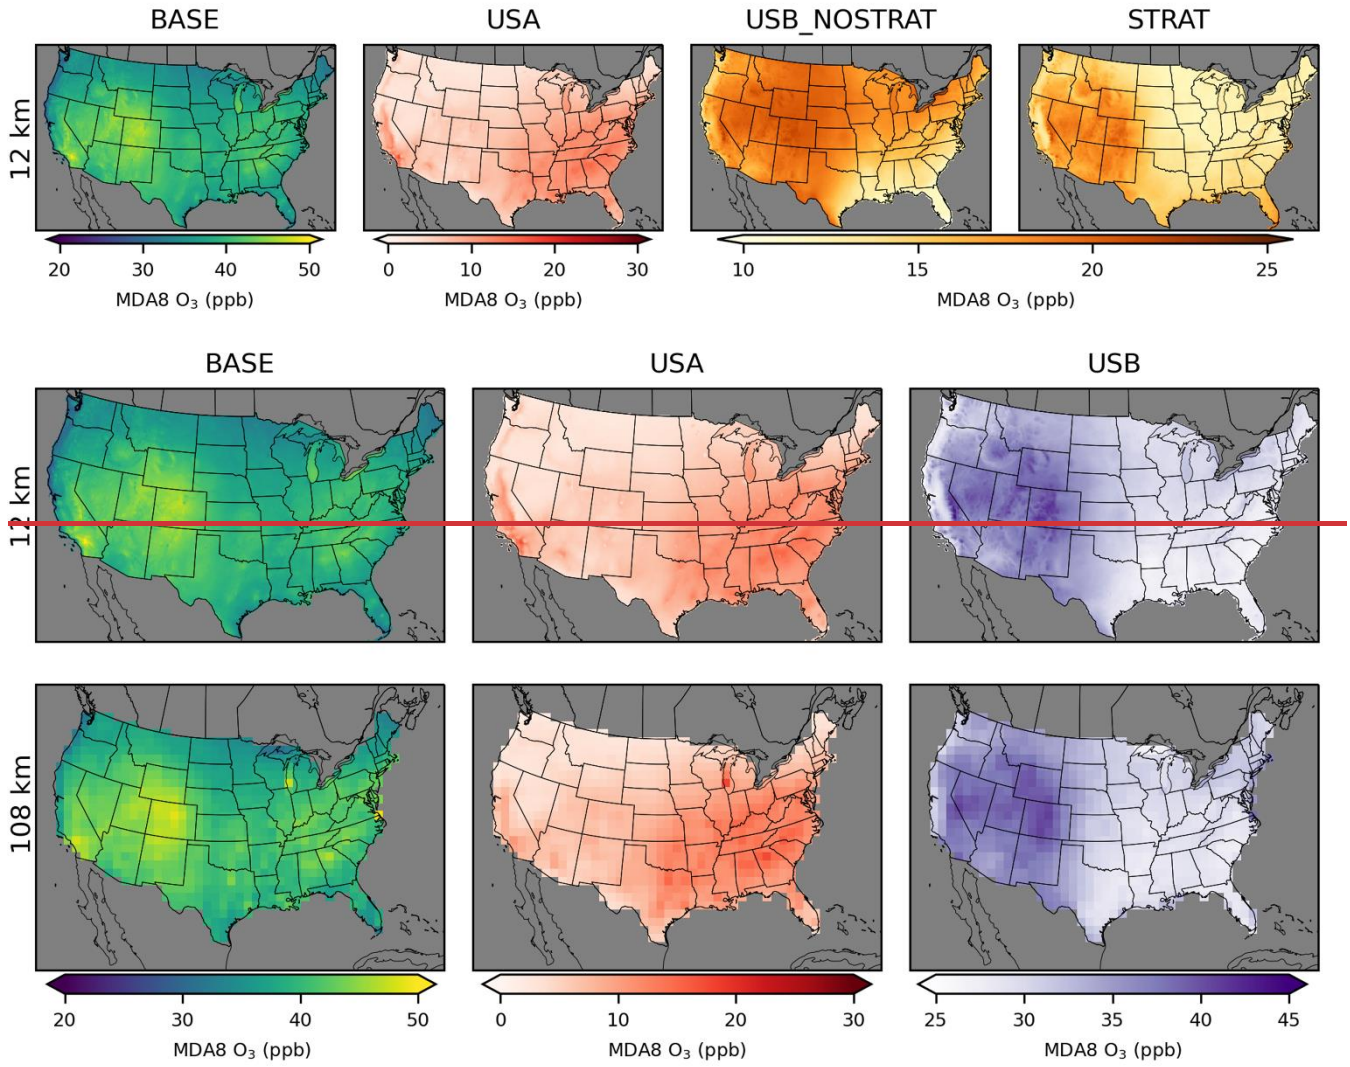 BASE USA USB_NOSTRAT STRAT
12 km
20 30 40 50 0 10 20 30 10 15 20 25
MDA8 O₃ (ppb) MDA8 O₃ (ppb) MDA8 O₃ (ppb)
BASE USA USB
12 km
108 km
20 30 40 50 0 10 20 30 25 30 35 40 45
MDA8 O₃ (ppb) MDA8 O₃ (ppb) MDA8 O₃ (ppb)